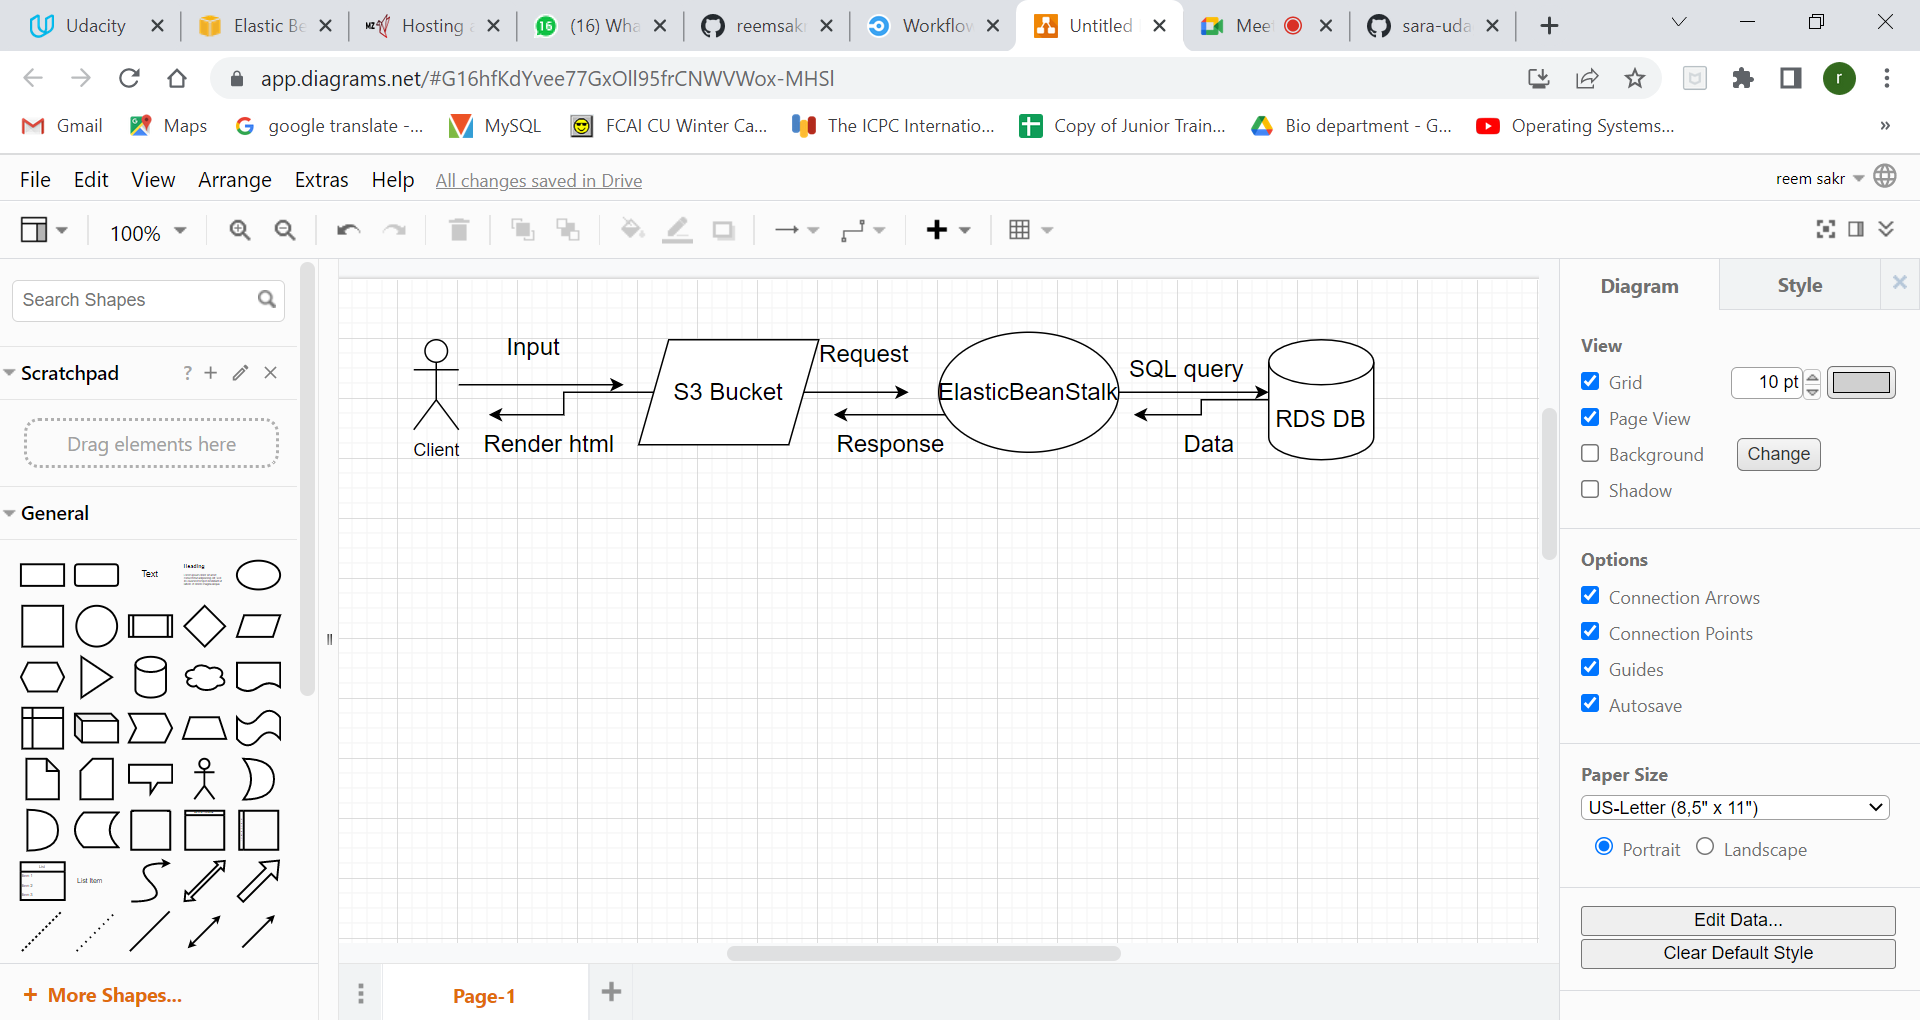 Udacity
Elastic Be
Hosting a
(16) Wha
reemsak
Workflow
Untitled
Mee
sara-uda
app.diagrams.net/#G16hfKdYvee77GxOll95frCNWVWox-MHSl
r
Gmail
Maps
google translate -...
MySQL
FCAI CU Winter Ca...
The ICPC Internatio...
Copy of Junior Train...
Bio department - G...
Operating Systems...
»
File Edit View Arrange Extras Help All changes saved in Drive
reem sakr
100%
Search Shapes
Scratchpad
?
Drag elements here
General
Text
Heading
List Item
+ More Shapes...
Input
Client
Render html
S3 Bucket
Request
Response
ElasticBeanStalk
SQL query
Data
RDS DB
Page-1
Diagram
Style
View
Grid
10 pt
Page View
Background
Change
Shadow
Options
Connection Arrows
Connection Points
Guides
Autosave
Paper Size
US-Letter (8,5" x 11")
Portrait
Landscape
Edit Data...
Clear Default Style